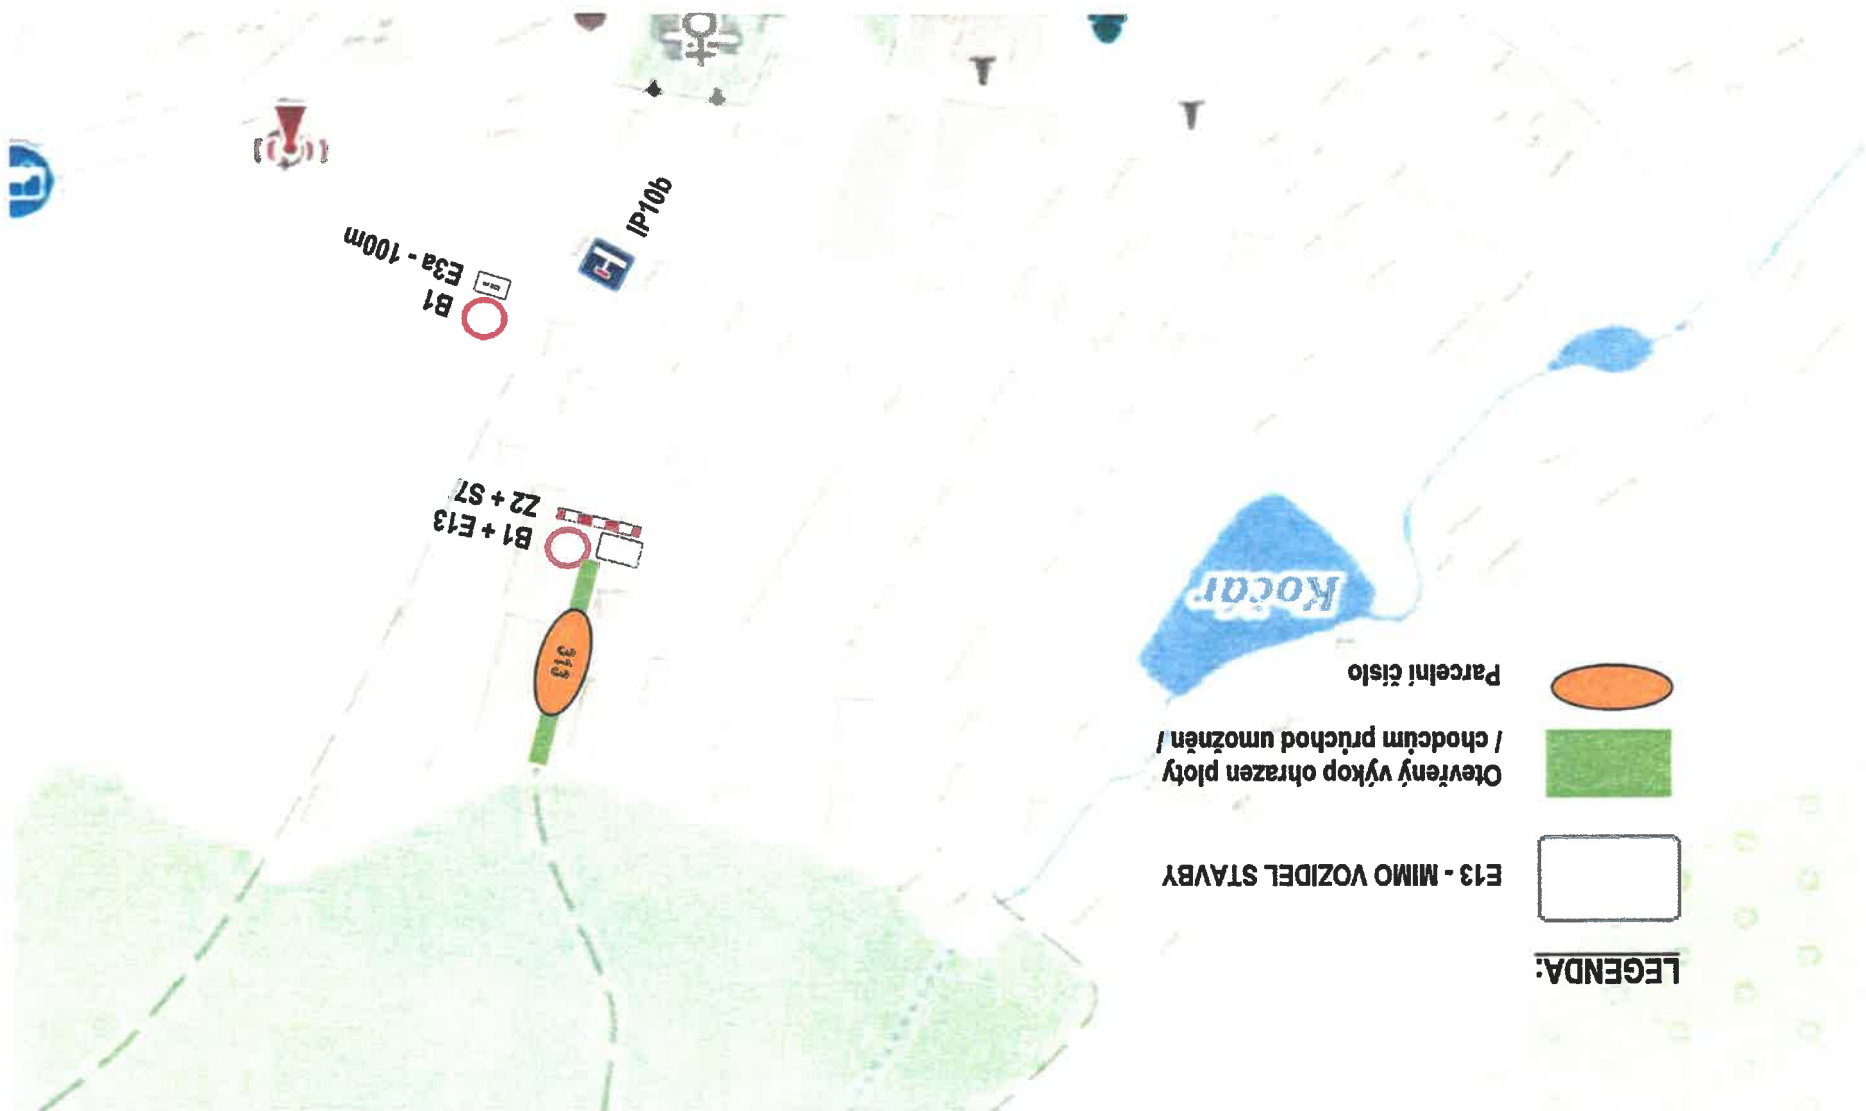 LEGENDA:
E13 - MIMO VOZIDEL STAVBY
Otevřený výkop ohrazen ploty
/ chodcům průchod umožněn /
Parcelní číslo
Kočár
313
B1 + E13
Z2 + S7
B1
E3a - 100m
IP10b